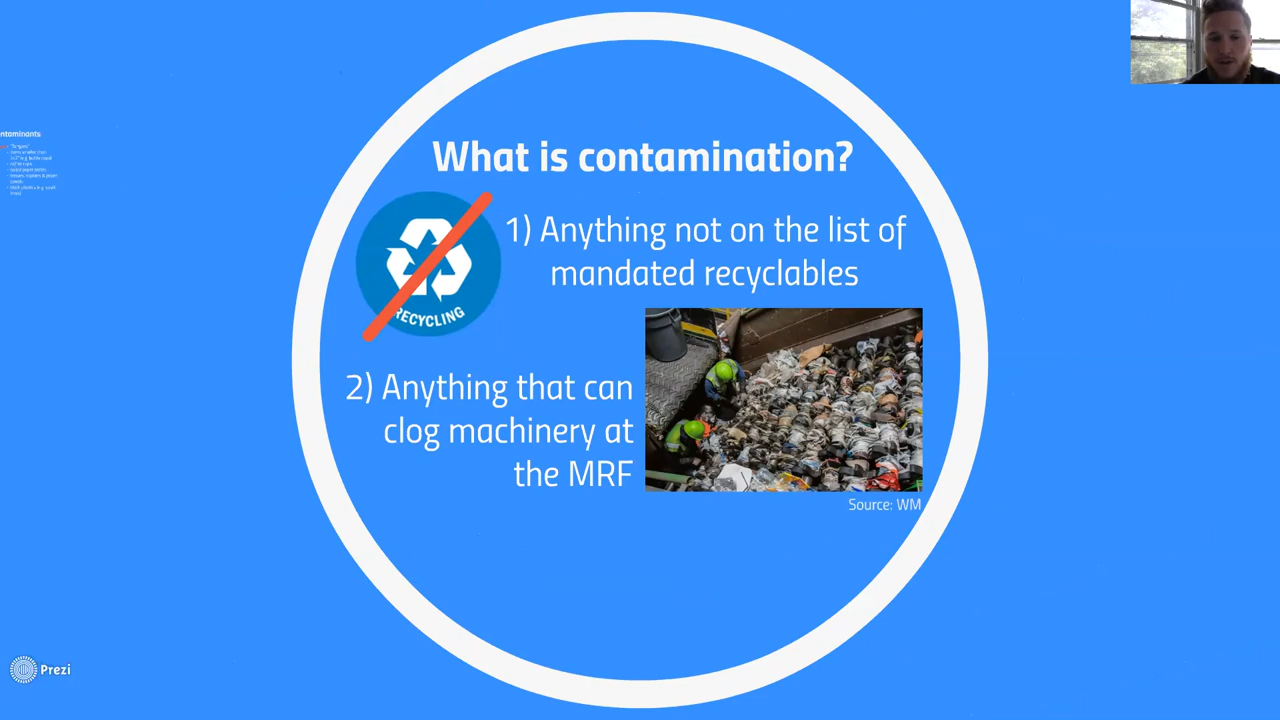 What is contamination?
1) Anything not on the list of
mandated recyclables
RECYCLING
2) Anything that can
clog machinery at
the MRF
Source: WM
ntaminants
Prezi